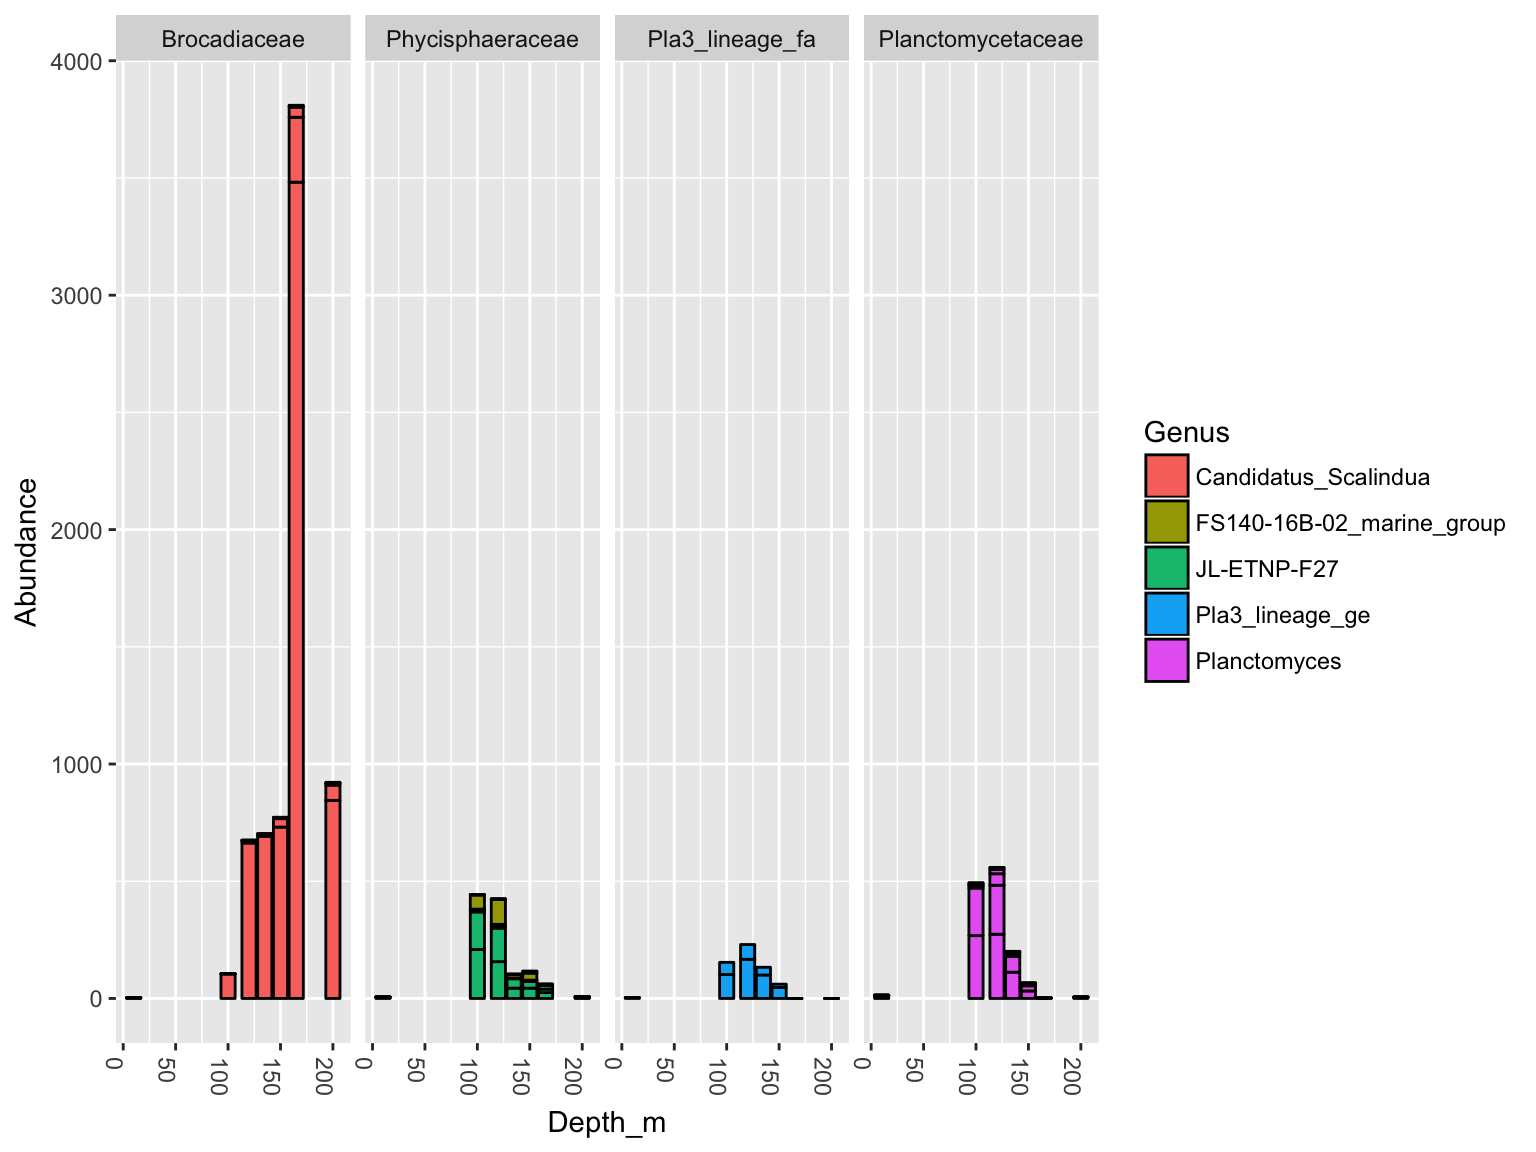 Brocadiaceae
Phycisphaeraceae
Pla3_lineage_fa
Planctomycetaceae
4000
3000
2000
1000
0
Abundance
0
50
100
150
200
0
50
100
150
200
0
50
100
150
200
0
50
100
150
200
Depth_m
Genus
Candidatus_Scalindua
FS140-16B-02_marine_group
JL-ETNP-F27
Pla3_lineage_ge
Planctomyces